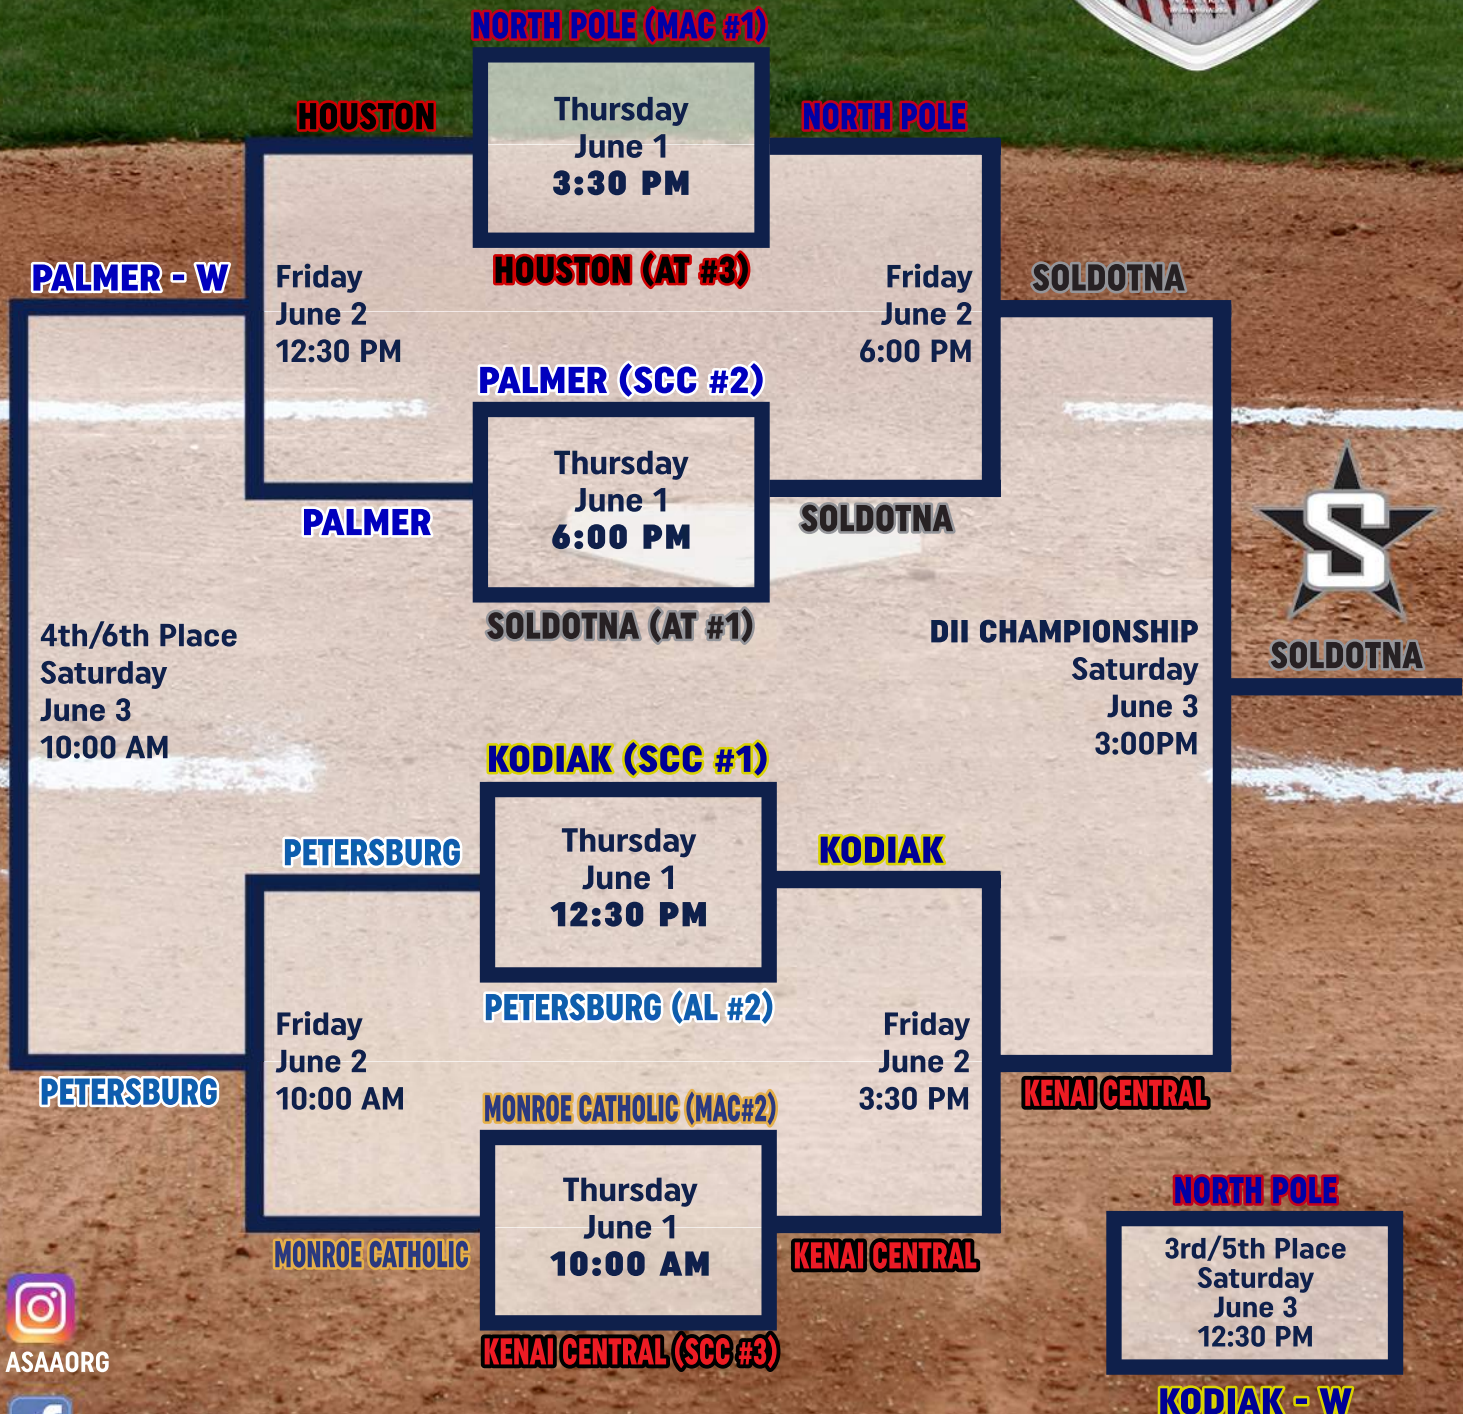 NORTH POLE (MAC #1)
Thursday
June 1
3:30 PM
HOUSTON (AT #3)
HOUSTON
NORTH POLE
PALMER - W
Friday
June 2
12:30 PM
Friday
June 2
6:00 PM
SOLDOTNA
PALMER (SCC #2)
Thursday
June 1
6:00 PM
SOLDOTNA (AT #1)
PALMER
SOLDOTNA
S
SOLDOTNA
4th/6th Place
Saturday
June 3
10:00 AM
DII CHAMPIONSHIP
Saturday
June 3
3:00PM
KODIAK (SCC #1)
Thursday
June 1
12:30 PM
PETERSBURG (AL #2)
PETERSBURG
KODIAK
Friday
June 2
10:00 AM
Friday
June 2
3:30 PM
PETERSBURG
KENAI CENTRAL
MONROE CATHOLIC (MAC#2)
Thursday
June 1
10:00 AM
KENAI CENTRAL (SCC #3)
MONROE CATHOLIC
KENAI CENTRAL
NORTH POLE
3rd/5th Place
Saturday
June 3
12:30 PM
KODIAK - W
ASAAORG